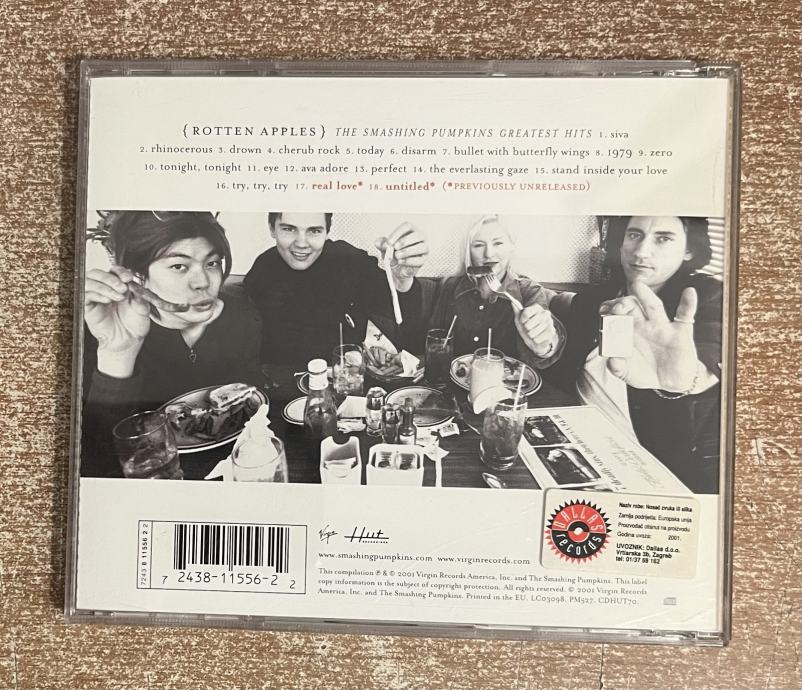 {ROTTEN APPLES} THE SMASHING PUMPKINS GREATEST HITS 1. siva
2. rhinocerous 3. drown 4. cherub rock 5. today 6. disarm 7. bullet with butterfly wings 8. 1979 9. zero
10. tonight, tonight 11. eye 12. ava adore 13. perfect 14. the everlasting gaze 15. stand inside your love
16. try, try, try 17. real love* 18. untitled* (*PREVIOUSLY UNRELEASED)
7243 8 11556 2 2
7 2438-11556-2 2
Virgin Hut
www.smashingpumpkins.com www.virginrecords.com
This compilation ℗ & © 2001 Virgin Records America, Inc. and The Smashing Pumpkins. This label
copy information is the subject of copyright protection. All rights reserved. © 2001 Virgin Records
America, Inc. and The Smashing Pumpkins. Printed in the EU. LC03098. PM527. CDHUT70.
DALLAS
records
Naziv robe: Nosač zvuka ili slike
Zemlja podrijetla: Europska unija
Proizvođač otisnut na proizvodu
Godina uvoza: 2001.
UVOZNIK: Dallas d.o.o.
Vrtlarska 3b, Zagreb
tel: 01/37 68 162